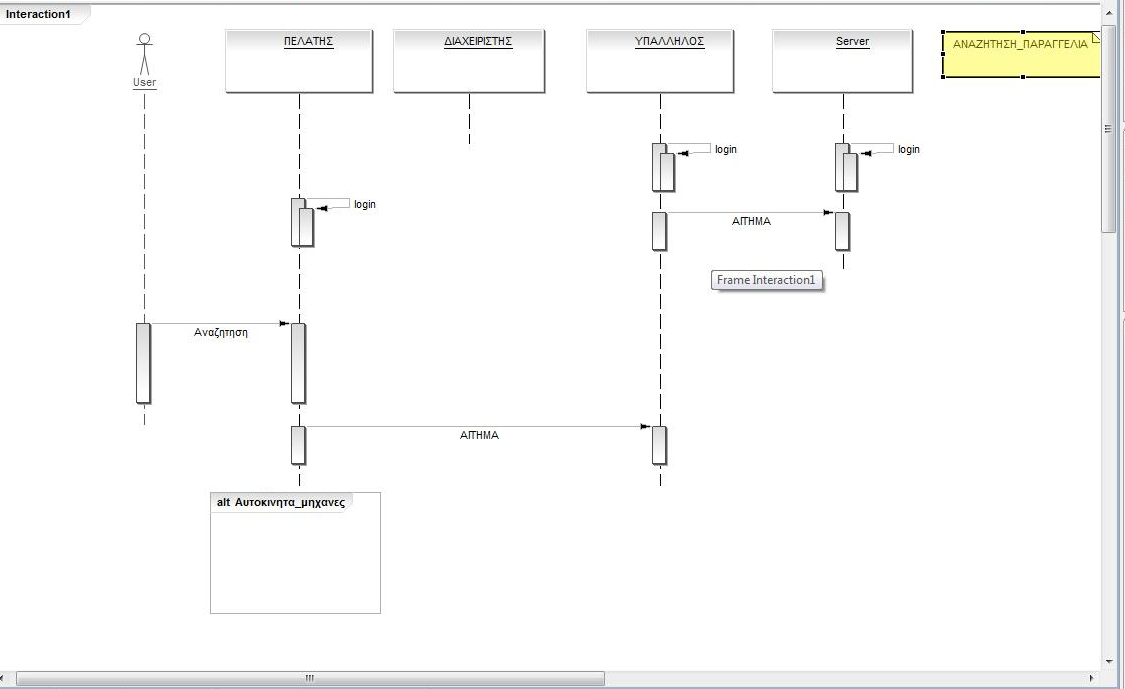 Interaction1
User
ΠΕΛΑΤΗΣ
ΔΙΑΧΕΙΡΙΣΤΗΣ
ΥΠΑΛΛΗΛΟΣ
Server
ΑΝΑΖΗΤΗΣΗ_ΠΑΡΑΓΓΕΛΙΑ
login
login
login
ΑΙΤΗΜΑ
Frame Interaction1
Αναζητηση
ΑΙΤΗΜΑ
alt Αυτοκινητα_μηχανες